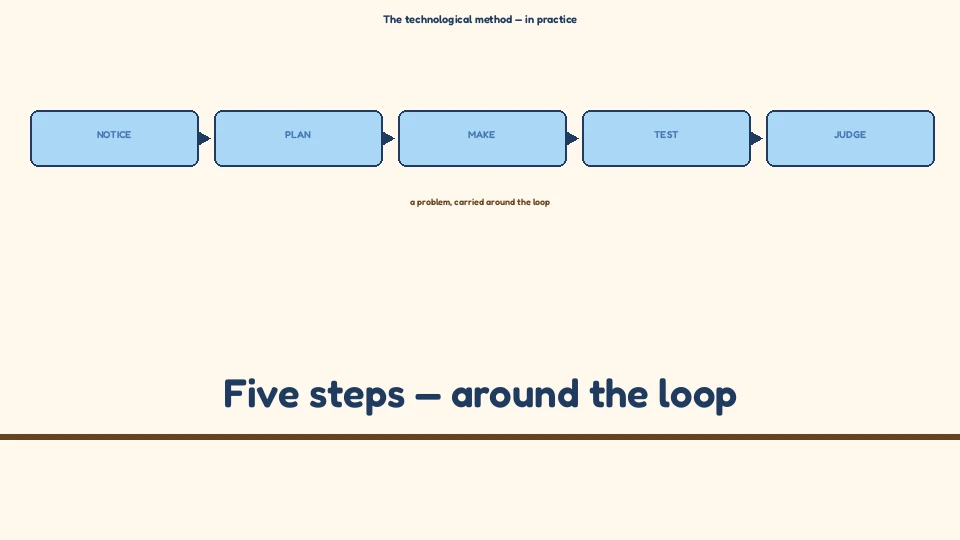 The technological method — in practice
NOTICE
PLAN
MAKE
TEST
JUDGE
a problem, carried around the loop
Five steps — around the loop